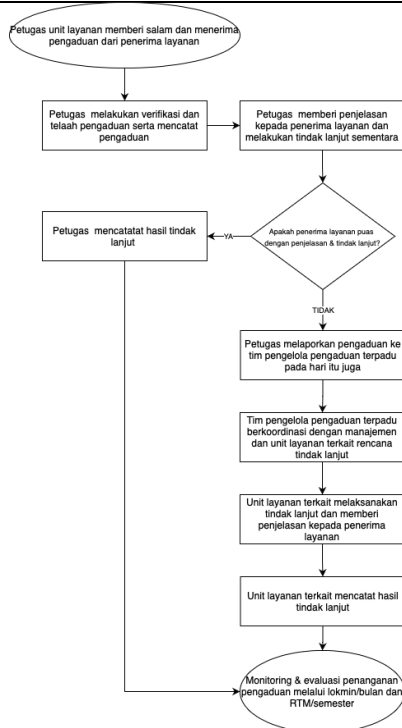 Petugas unit layanan memberi salam dan menerima
pengaduan dari penerima layanan
Petugas melakukan verifikasi dan
telaah pengaduan serta mencatat
pengaduan
Petugas memberi penjelasan
kepada penerima layanan dan
melakukan tindak lanjut sementara
Apakah penerima layanan puas
dengan penjelasan & tindak lanjut?
YA
Petugas mencatatat hasil tindak
lanjut
TIDAK
Petugas melaporkan pengaduan ke
tim pengelola pengaduan terpadu
pada hari itu juga
Tim pengelola pengaduan terpadu
berkoordinasi dengan manajemen
dan unit layanan terkait rencana
tindak lanjut
Unit layanan terkait melaksanakan
tindak lanjut dan memberi
penjelasan kepada penerima
layanan
Unit layanan terkait mencatat hasil
tindak lanjut
Monitoring & evaluasi penanganan
pengaduan melalui lokmin/bulan dan
RTM/semester